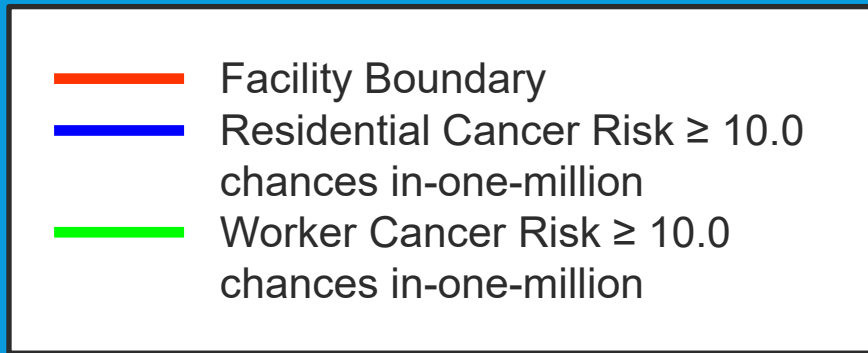 Facility Boundary
Residential Cancer Risk ≥ 10.0
chances in-one-million
Worker Cancer Risk ≥ 10.0
chances in-one-million